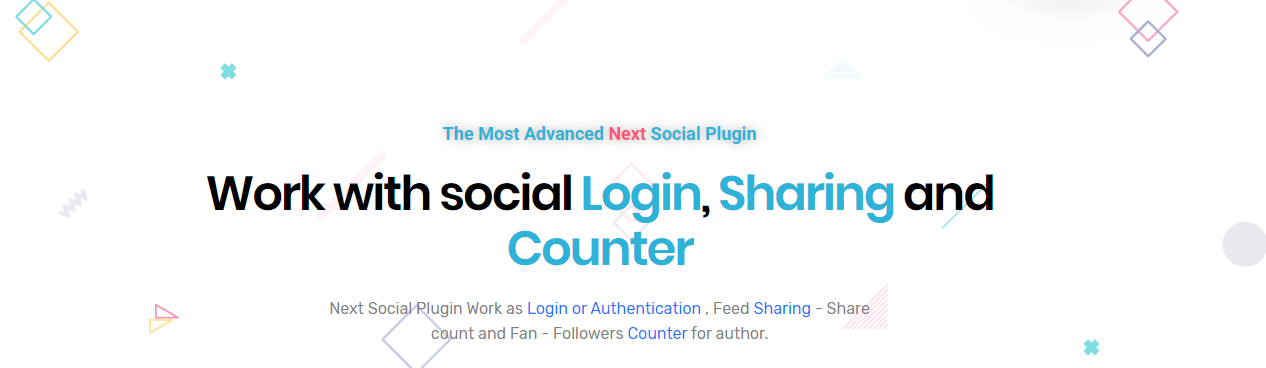 The Most Advanced Next Social Plugin
Work with social Login, Sharing and
Counter
Next Social Plugin Work as Login or Authentication , Feed Sharing - Share
count and Fan - Followers Counter for author.